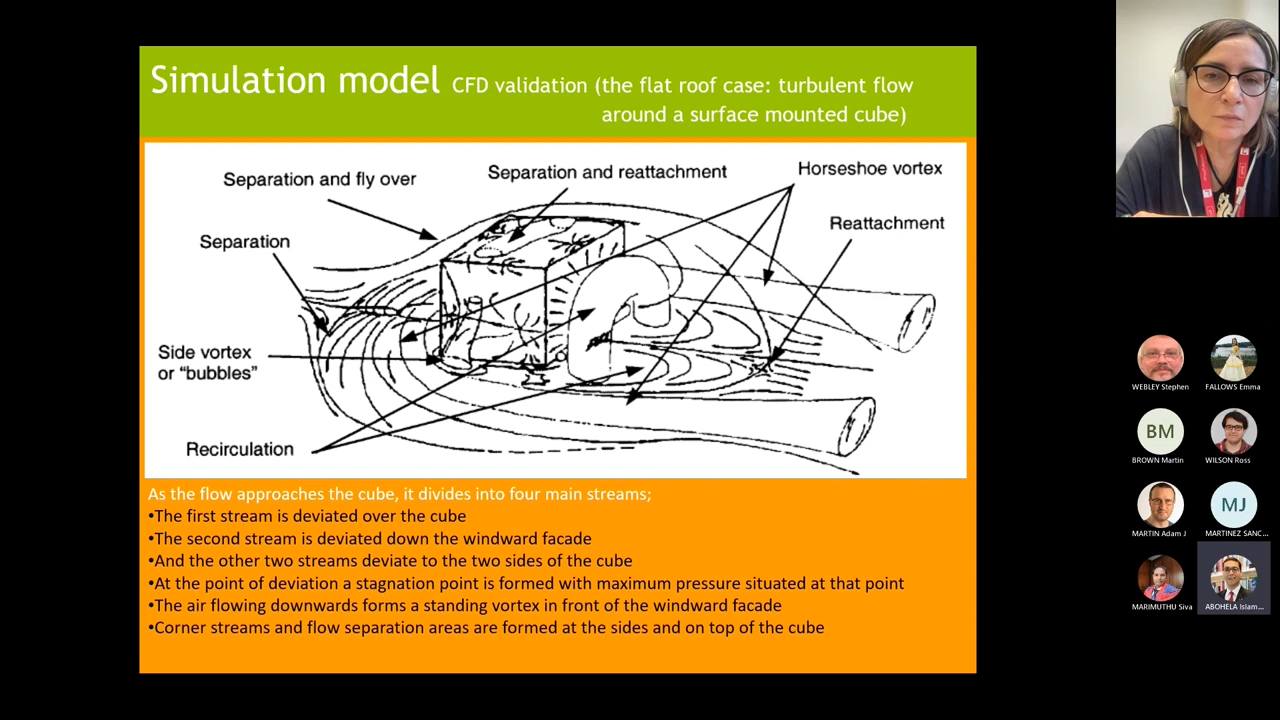 Simulation model CFD validation (the flat roof case: turbulent flow
around a surface mounted cube)
Separation and fly over
Separation and reattachment
Horseshoe vortex
Separation
Reattachment
Side vortex
or “bubbles”
Recirculation
As the flow approaches the cube, it divides into four main streams;
•The first stream is deviated over the cube
•The second stream is deviated down the windward facade
•And the other two streams deviate to the two sides of the cube
•At the point of deviation a stagnation point is formed with maximum pressure situated at that point
•The air flowing downwards forms a standing vortex in front of the windward facade
•Corner streams and flow separation areas are formed at the sides and on top of the cube
WEBLEY Stephen
FALLOWS Emma
BM
BROWN Martin
WILSON Ross
MARTIN Adam J
MJ
MARTINEZ SANC...
MARIMUTHU Siva
ABOHELA Islam...